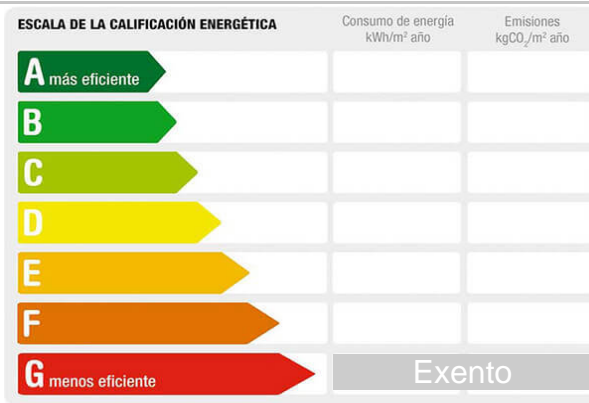 ESCALA DE LA CALIFICACIÓN ENERGÉTICA
Consumo de energía
kWh/m² año
Emisiones
kgCO₂/m² año
A más eficiente
B
C
D
E
F
G menos eficiente
Exento